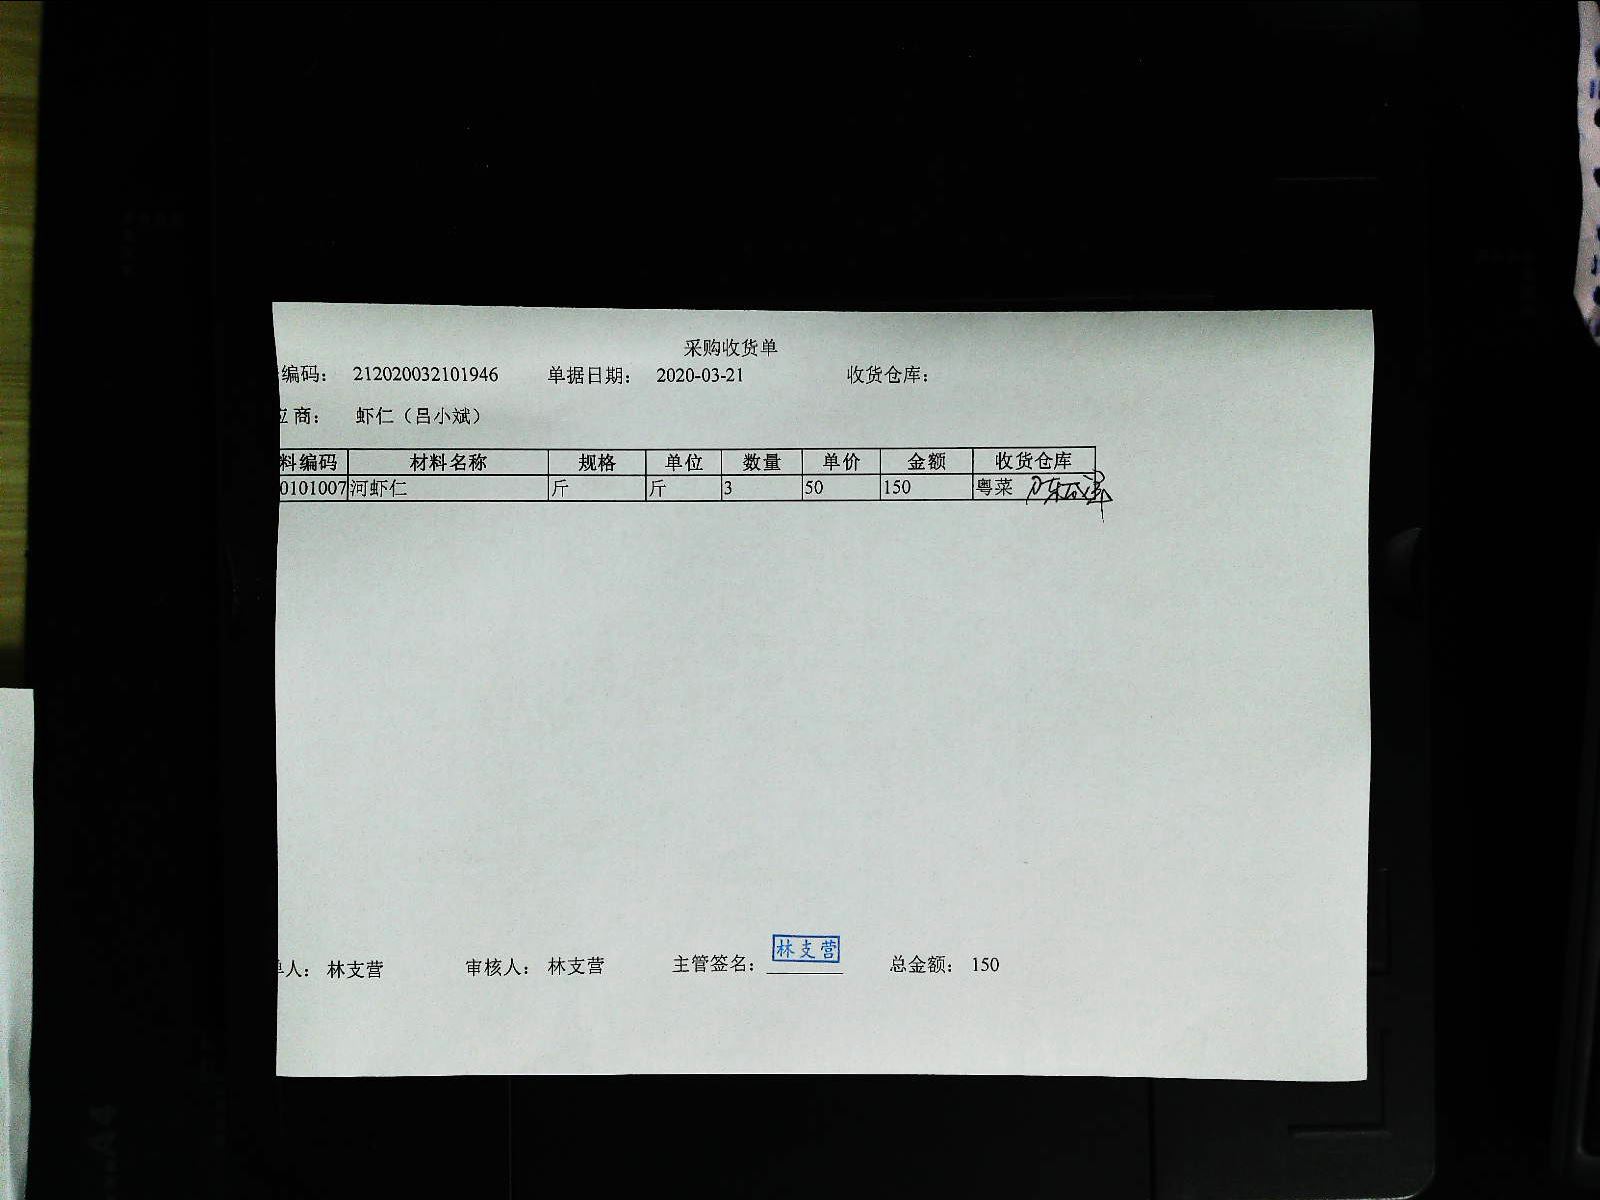 采购收货单
编码： 212020032101946 单据日期： 2020-03-21 收货仓库：
应商： 虾仁（吕小斌）
料编码 材料名称 规格 单位 数量 单价 金额 收货仓库
0101007 河虾仁 斤 斤 3 50 150 粤菜
单人： 林支营 审核人： 林支营 主管签名： 林支营 总金额： 150